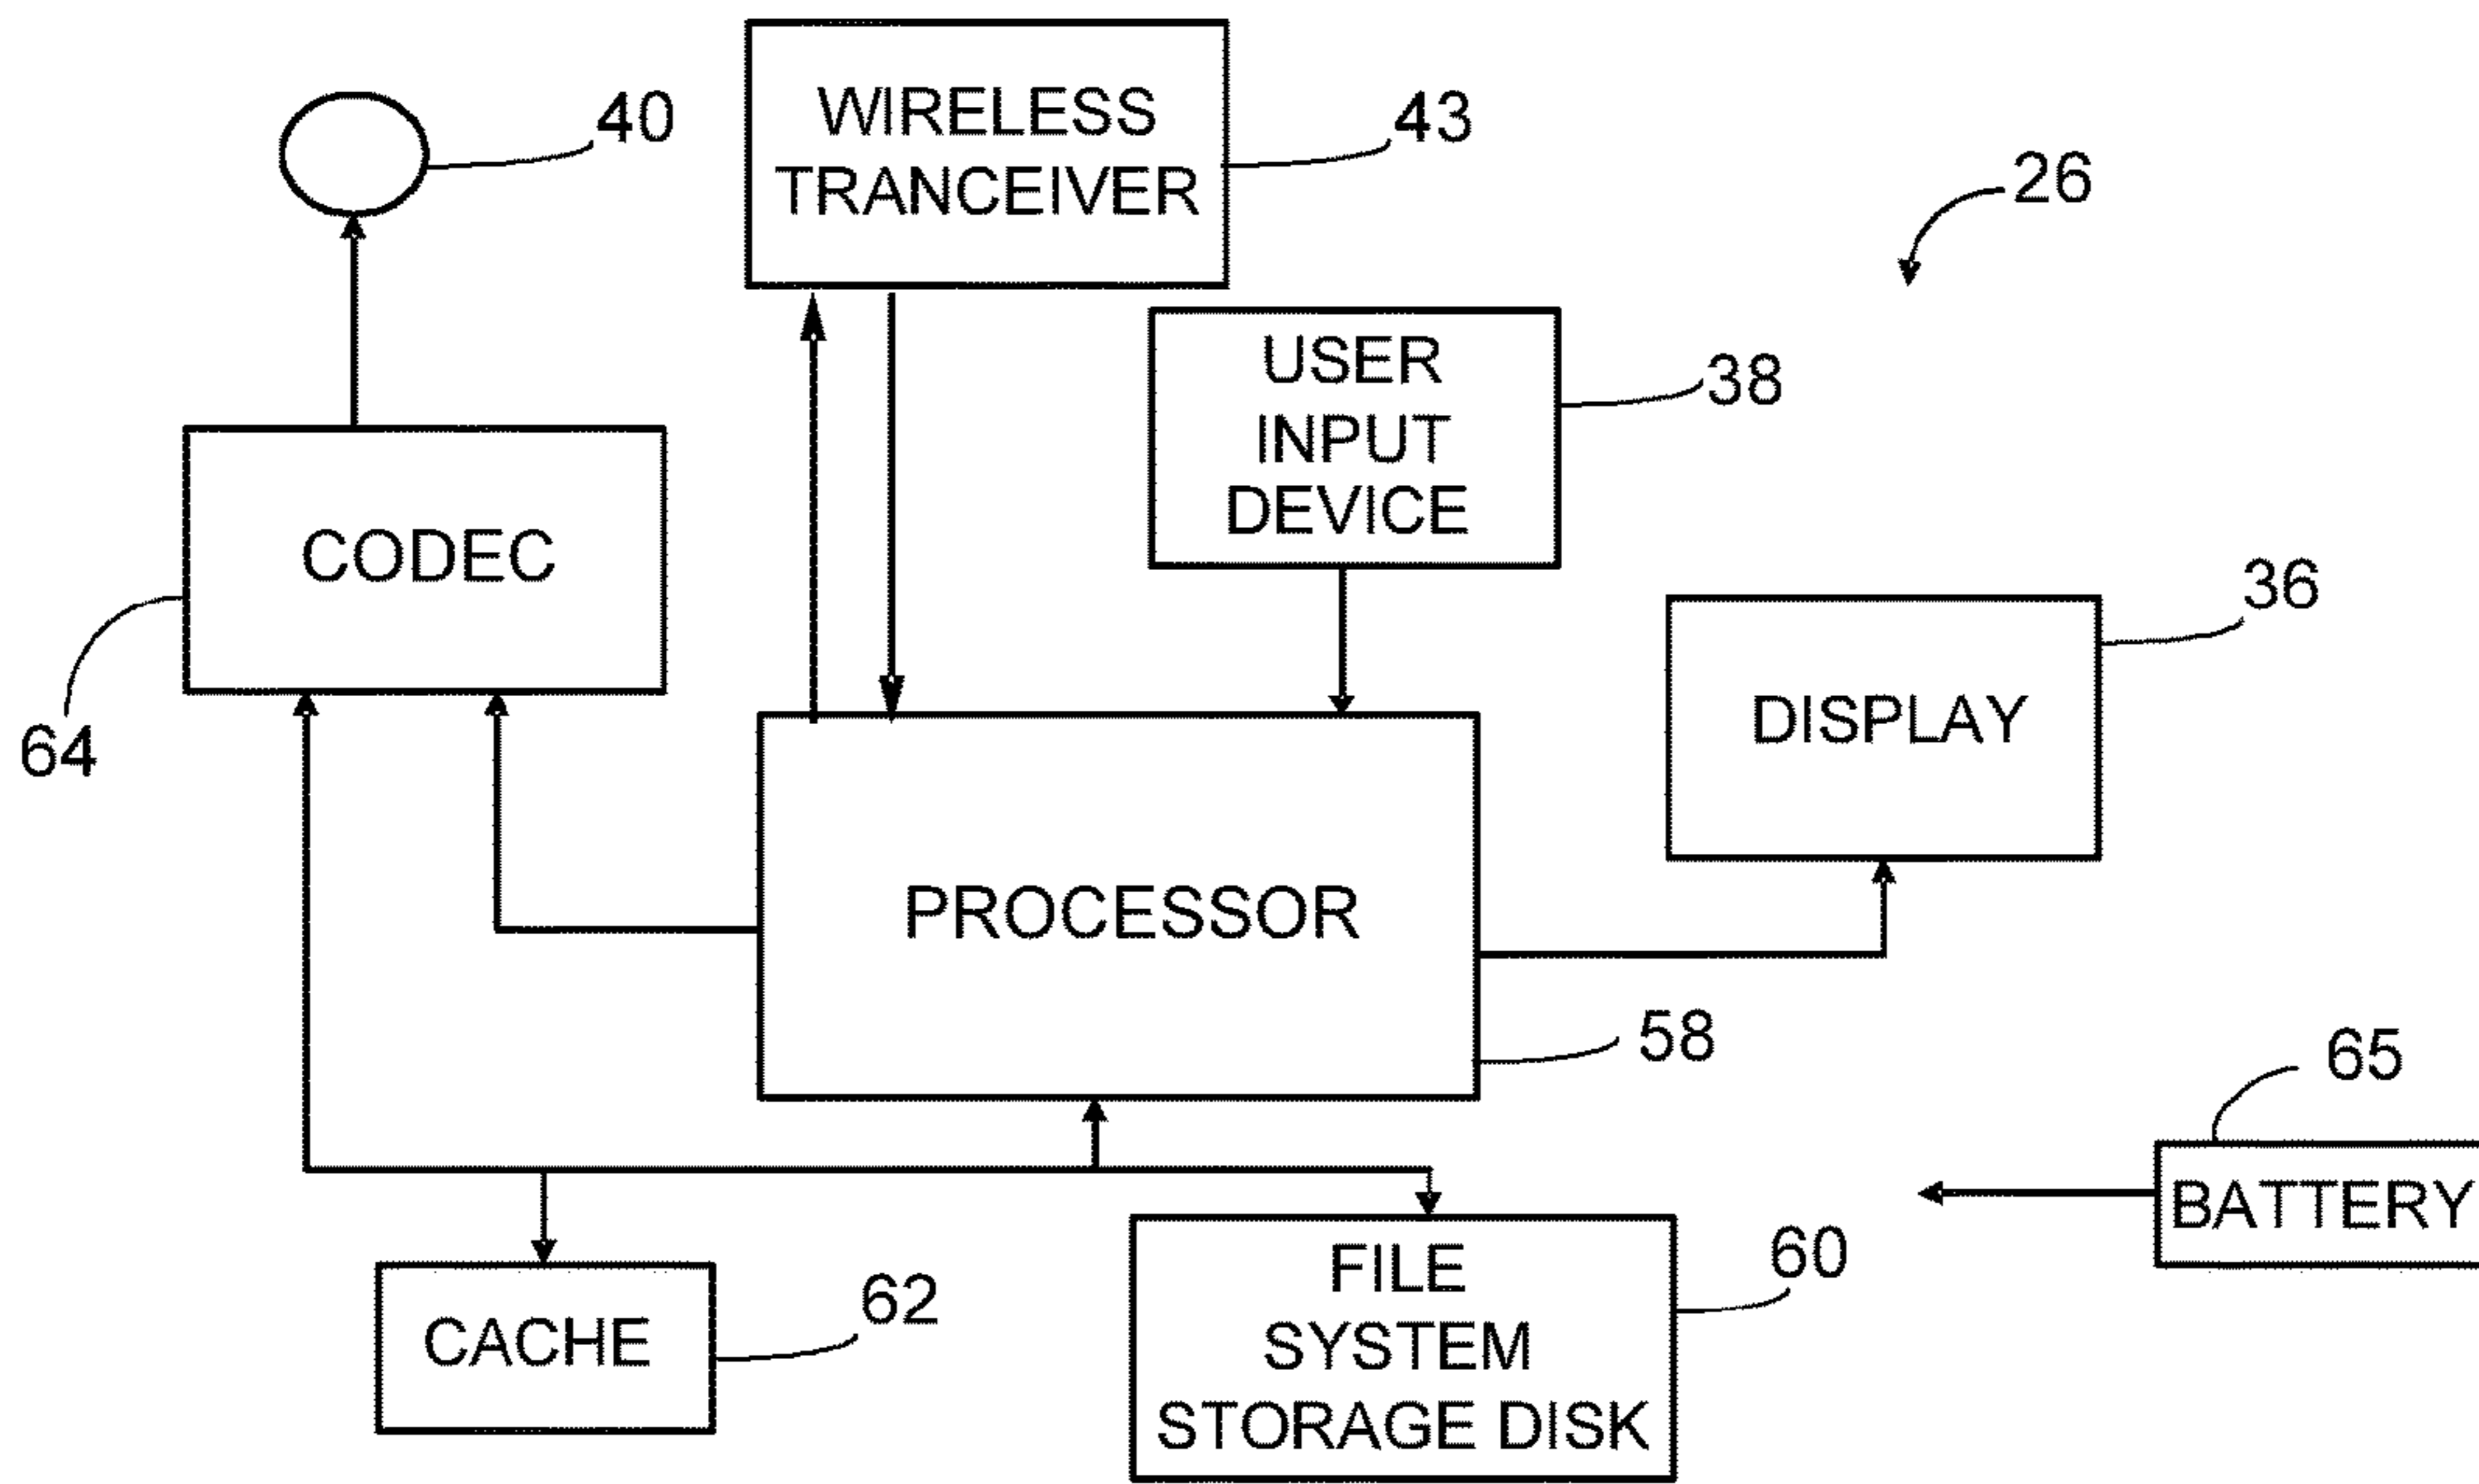 40
WIRELESS
TRANCEIVER
43
26
USER
INPUT
DEVICE
38
CODEC
64
DISPLAY
36
PROCESSOR
58
65
BATTERY
CACHE
62
FILE
SYSTEM
STORAGE DISK
60